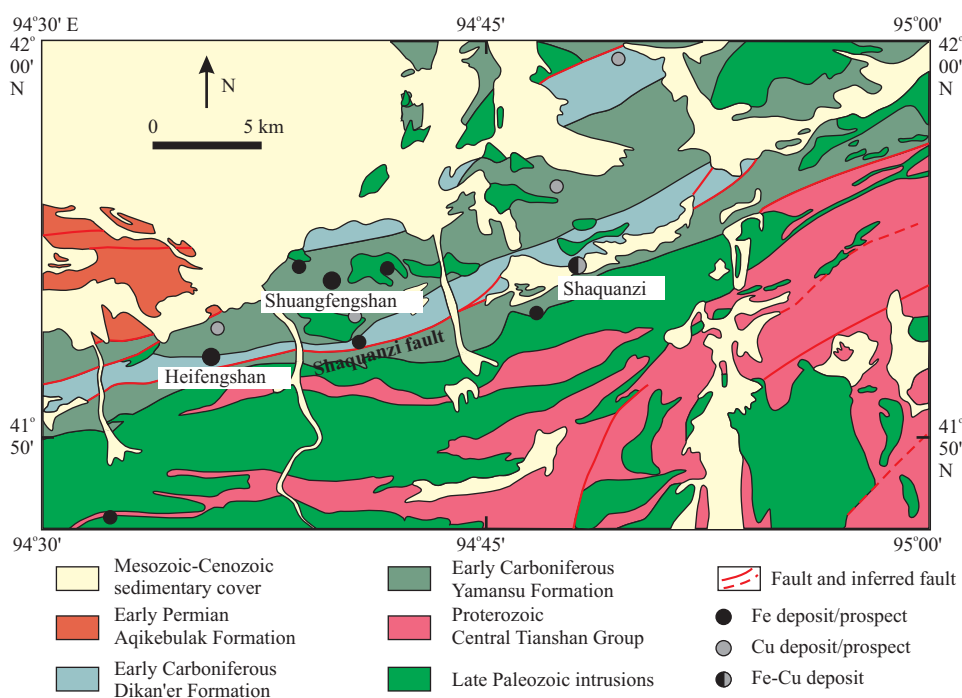 94°30' E
94°45'
95°00'
42°
00'
N
42°
00'
N
N
0
5 km
Shuangfengshan
Shaquanzi
Shaquanzi fault
Heifengshan
41°
50'
41°
50'
N
94°30'
94°45'
95°00'
Mesozoic-Cenozoic
sedimentary cover
Early Permian
Aqikebulak Formation
Early Carboniferous
Dikan'er Formation
Early Carboniferous
Yamansu Formation
Proterozoic
Central Tianshan Group
Late Paleozoic intrusions
Fault and inferred fault
Fe deposit/prospect
Cu deposit/prospect
Fe-Cu deposit